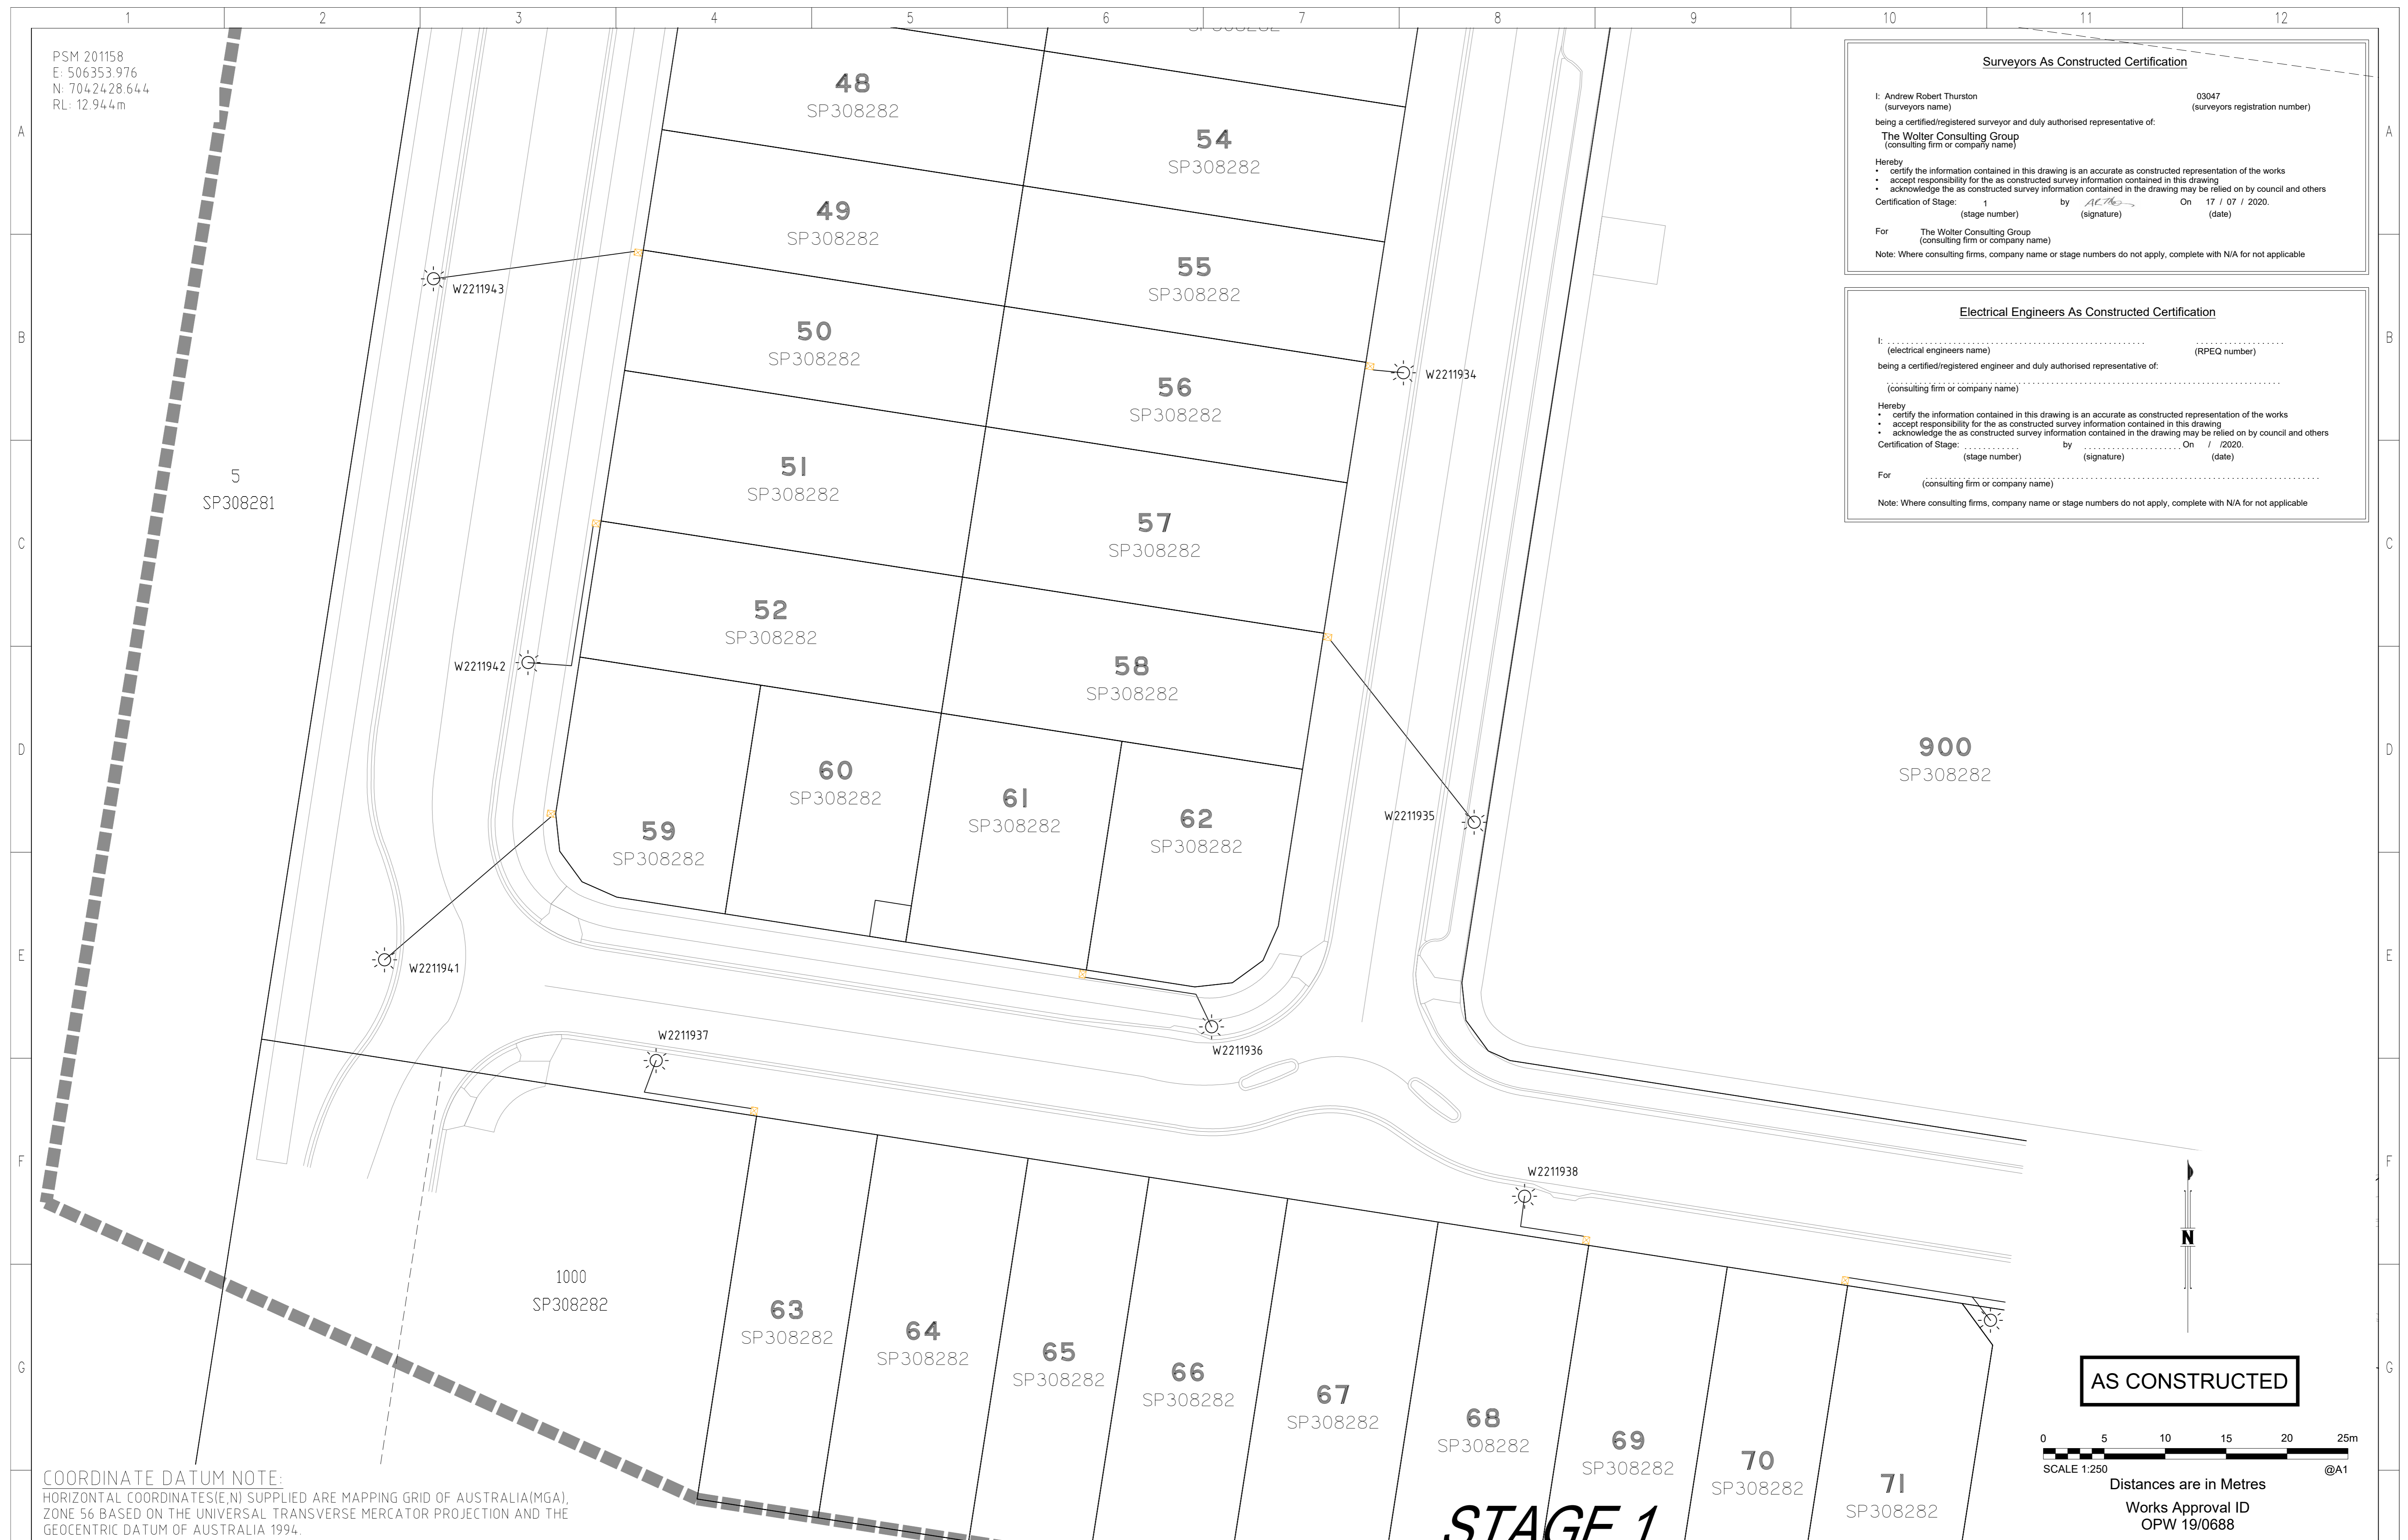 1 2 3 4 5 6 7 8 9 10 11 12
A A
B B
C C
D D
E E
F F
G G
PSM 201158
E: 506353.976
N: 7042428.644
RL: 12.944m
SP308282
48
SP308282
54
SP308282
49
SP308282
55
SP308282
W2211943
50
SP308282
56
SP308282
W2211934
5
SP308281
51
SP308282
57
SP308282
52
SP308282
W2211942
58
SP308282
59
SP308282
60
SP308282
61
SP308282
62
SP308282
W2211935
900
SP308282
W2211941
W2211937
W2211936
W2211938
1000
SP308282
63
SP308282
64
SP308282
65
SP308282
66
SP308282
67
SP308282
68
SP308282
69
SP308282
70
SP308282
71
SP308282
Surveyors As Constructed Certification
I: Andrew Robert Thurston 03047
(surveyors name) (surveyors registration number)
being a certified/registered surveyor and duly authorised representative of:
The Wolter Consulting Group
(consulting firm or company name)
Hereby
• certify the information contained in this drawing is an accurate as constructed representation of the works
• accept responsibility for the as constructed survey information contained in this drawing
• acknowledge the as constructed survey information contained in the drawing may be relied on by council and others
Certification of Stage: 1 by On 17 / 07 / 2020.
(stage number) (signature) (date)
For The Wolter Consulting Group
(consulting firm or company name)
Note: Where consulting firms, company name or stage numbers do not apply, complete with N/A for not applicable
Electrical Engineers As Constructed Certification
I:
(electrical engineers name) (RPEQ number)
being a certified/registered engineer and duly authorised representative of:
(consulting firm or company name)
Hereby
• certify the information contained in this drawing is an accurate as constructed representation of the works
• accept responsibility for the as constructed survey information contained in this drawing
• acknowledge the as constructed survey information contained in the drawing may be relied on by council and others
Certification of Stage: by On / /2020.
(stage number) (signature) (date)
For
(consulting firm or company name)
Note: Where consulting firms, company name or stage numbers do not apply, complete with N/A for not applicable
N
AS CONSTRUCTED
0 5 10 15 20 25m
SCALE 1:250 @A1
Distances are in Metres
Works Approval ID
OPW 19/0688
STAGE 1
COORDINATE DATUM NOTE:
HORIZONTAL COORDINATES(E,N) SUPPLIED ARE MAPPING GRID OF AUSTRALIA(MGA),
ZONE 56 BASED ON THE UNIVERSAL TRANSVERSE MERCATOR PROJECTION AND THE
GEOCENTRIC DATUM OF AUSTRALIA 1994.